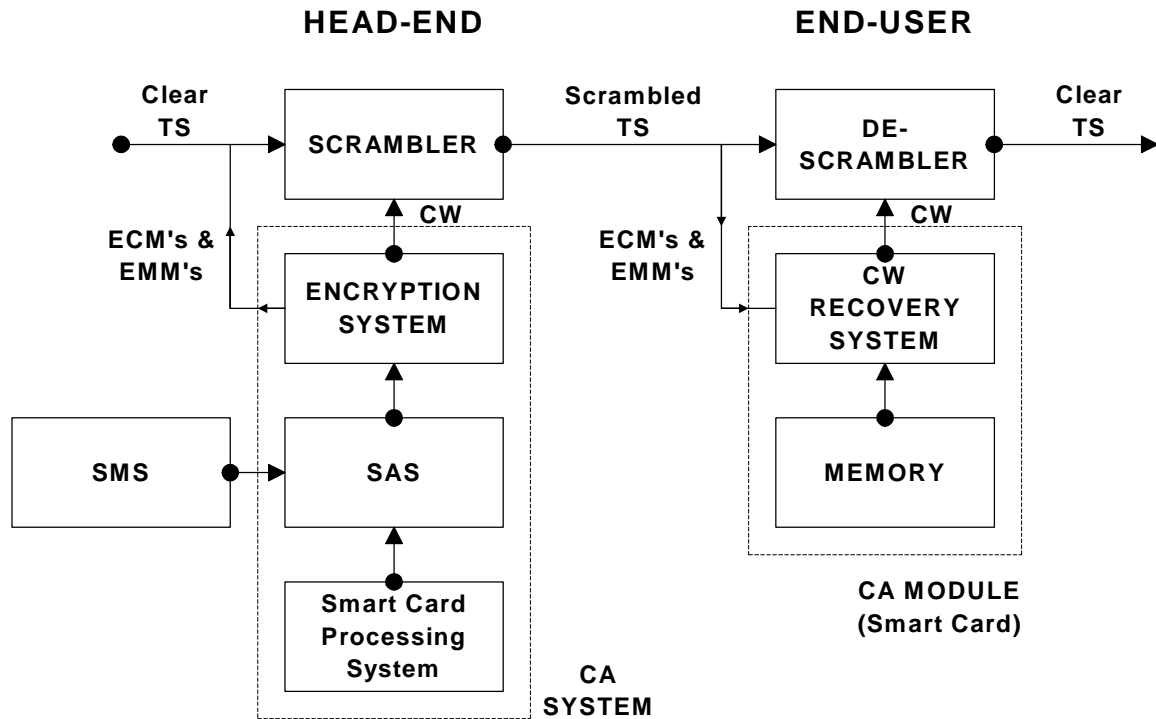 HEAD-END
END-USER
Clear
TS
SCRAMBLER
Scrambled
TS
DE-
SCRAMBLER
Clear
TS
CW
CW
ECM's &
EMM's
ECM's &
EMM's
ENCRYPTION
SYSTEM
CW
RECOVERY
SYSTEM
SMS
SAS
MEMORY
Smart Card
Processing
System
CA MODULE
(Smart Card)
CA
SYSTEM